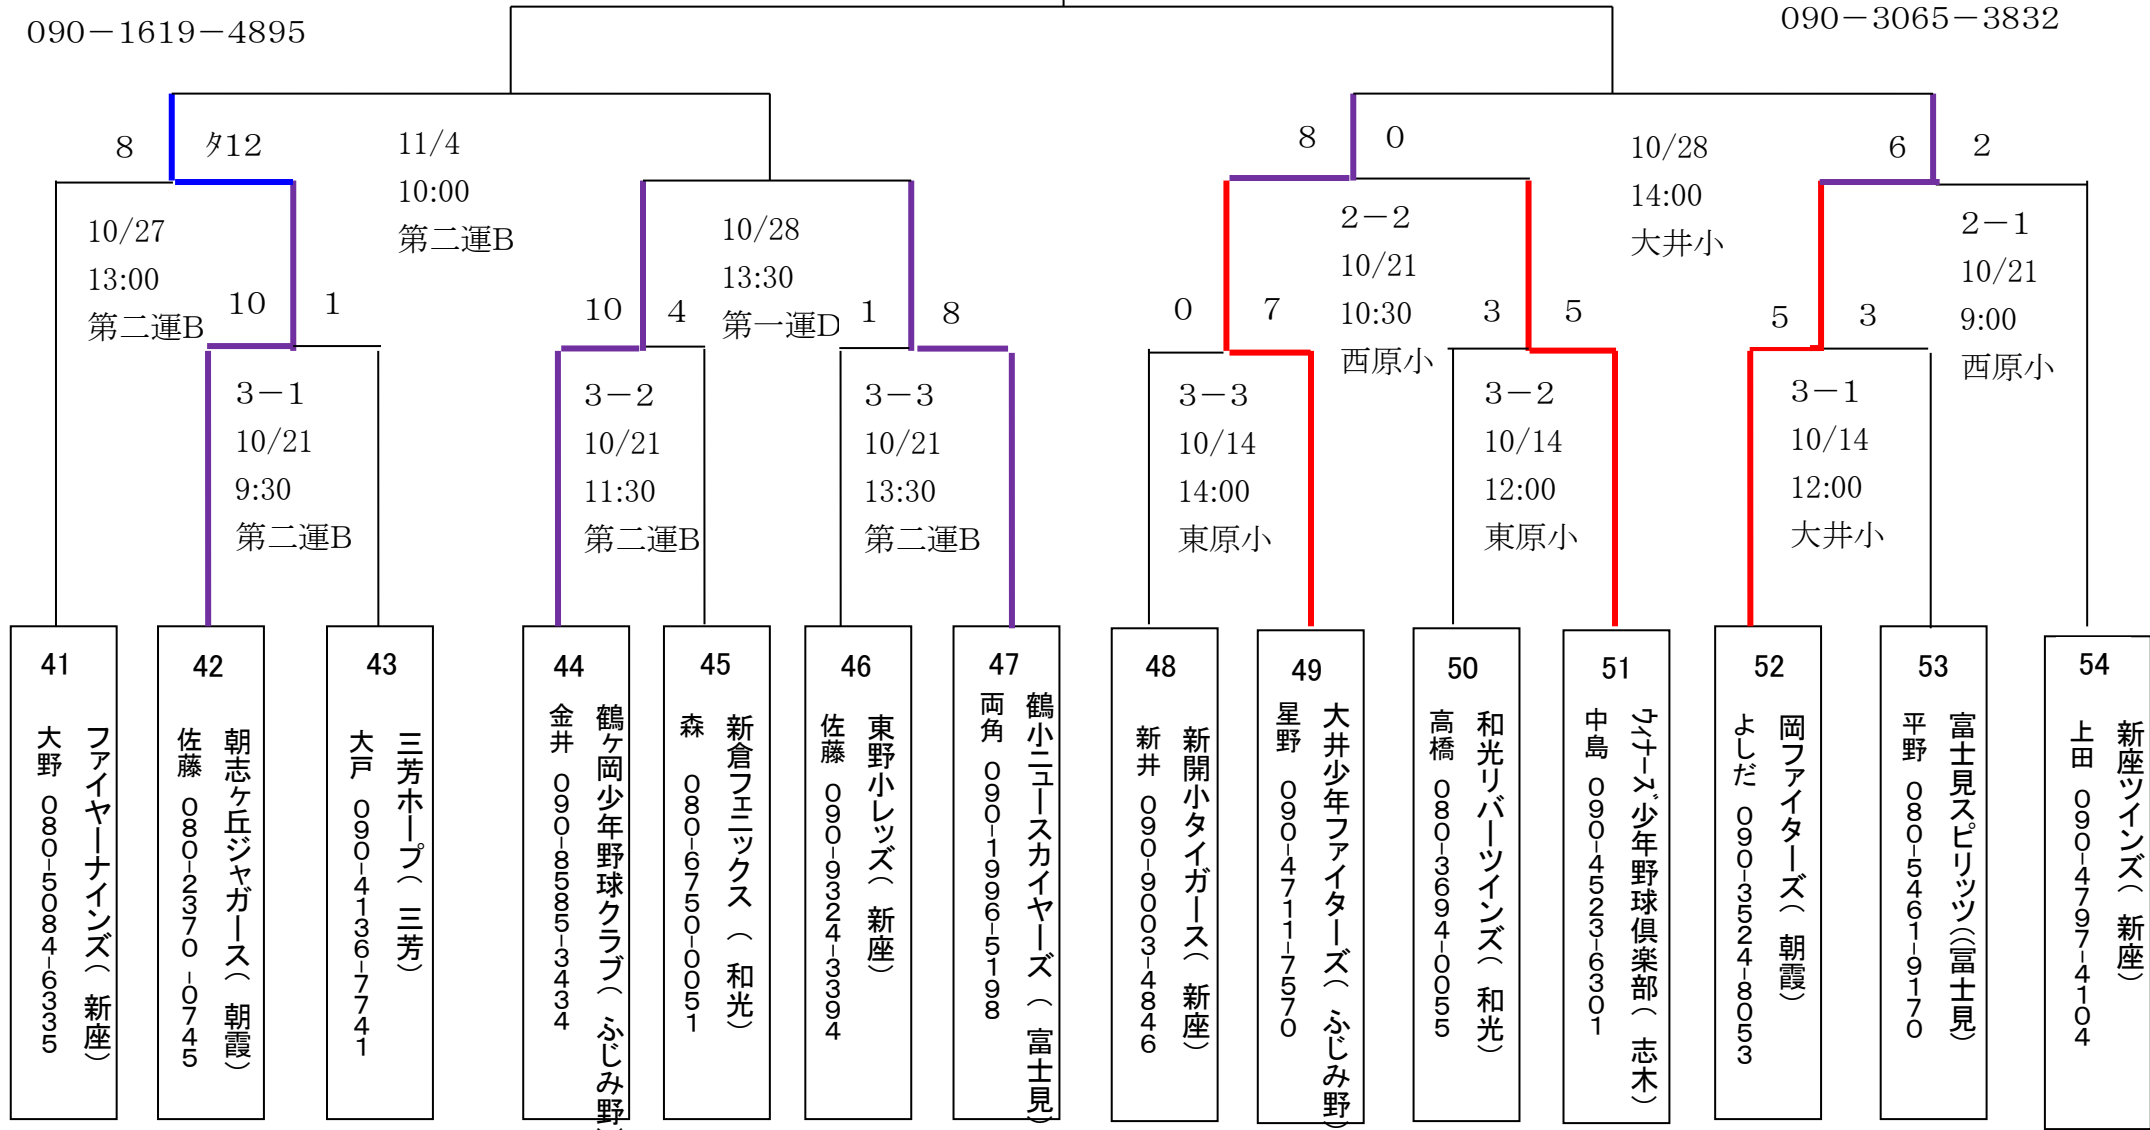 090－1619－4895
090－3065－3832
8
ﾀ12
11/4
10:00
第二運B
8
0
10/28
14:00
大井小
6
2
10/27
13:00
第二運B
10/28
13:30
第一運D
2－2
10/21
10:30
西原小
2－1
10/21
9:00
西原小
10
1
10
4
1
8
0
7
3
5
5
3
3－1
10/21
9:30
第二運B
3－2
10/21
11:30
第二運B
3－3
10/21
13:30
第二運B
3－3
10/14
14:00
東原小
3－2
10/14
12:00
東原小
3－1
10/14
12:00
大井小
41
ファイヤーナインズ（ 新座）
大野 080-5084-6335
42
朝志ヶ丘ジャガース（ 朝霞）
佐藤 080-2370 -0745
43
三芳ホープ（ 三芳）
大戸 090-4136-7741
44
鶴ヶ岡少年野球クラブ（ ふじみ野）
金井 090-8585-3434
45
新倉フェニックス （ 和光）
森 080-6750-0051
46
東野小レッズ（ 新座）
佐藤 090-9324-3394
47
鶴小ニュースカイヤーズ （ 富士見）
両角 090-1996-5198
48
新開小タイガース（ 新座）
新井 090-9003-4846
49
大井少年ファイターズ（ ふじみ野）
星野 090-4711-7570
50
和光リバーツインズ（ 和光）
高橋 080-3694-0055
51
ｳｨﾅｰｽﾞ少年野球倶楽部（ 志木）
中島 090-4523-6301
52
岡ファイターズ（ 朝霞）
よしだ 090-3524-8053
53
富士見スピリッツ（（富士見）
平野 080-5461-9170
54
新座ツインズ（ 新座）
上田 090-4797-4104